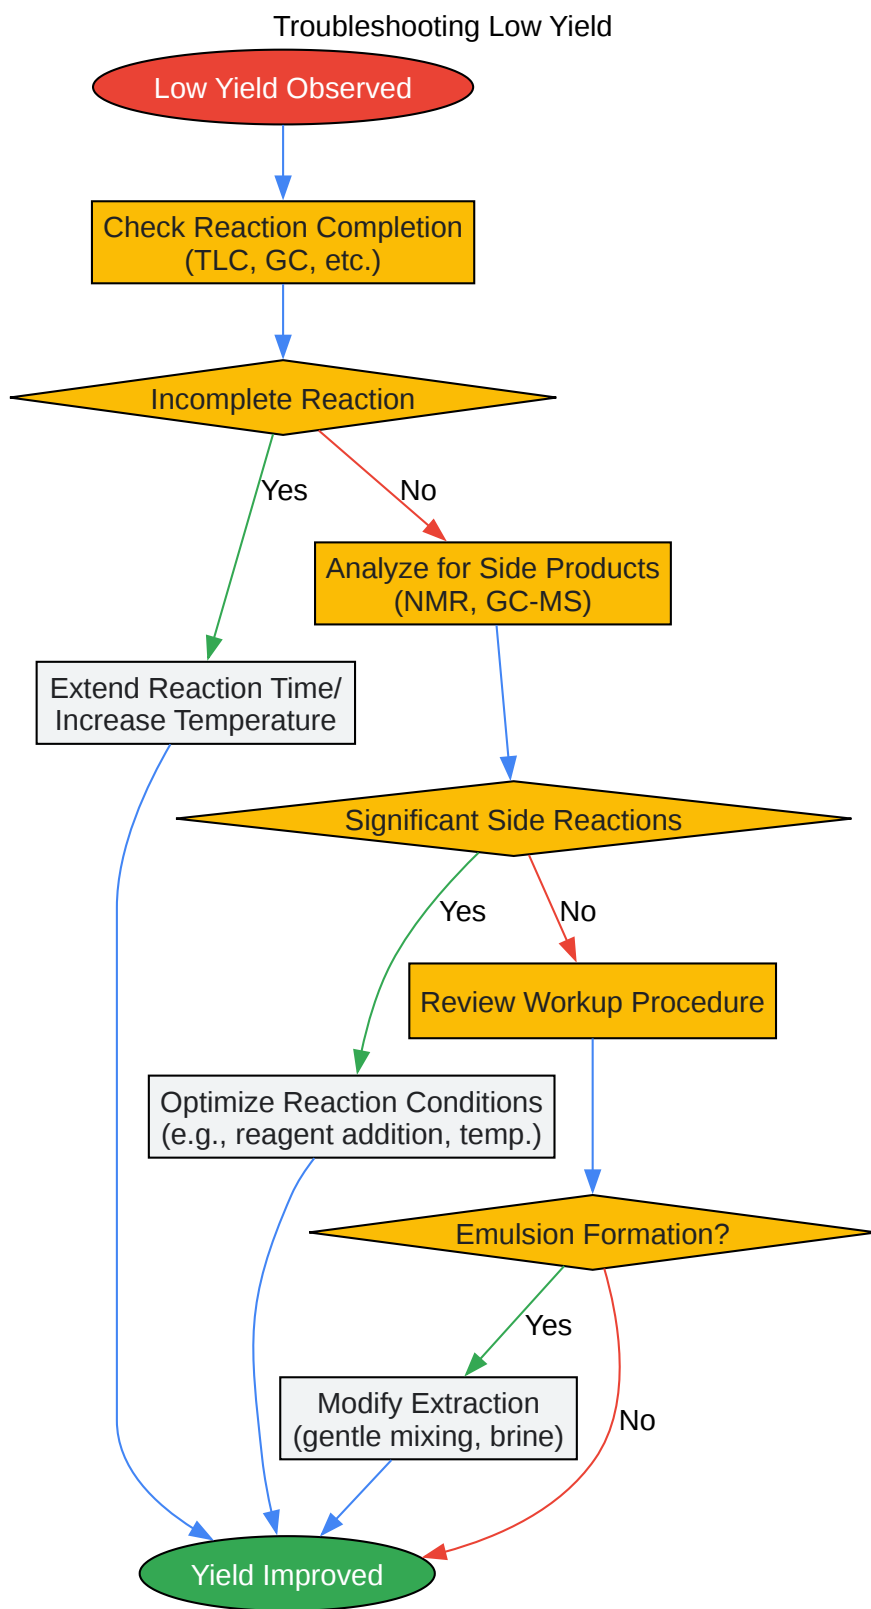 Troubleshooting Low Yield
Low Yield Observed
Check Reaction Completion
(TLC, GC, etc.)
Incomplete Reaction
Yes
No
Analyze for Side Products
(NMR, GC-MS)
Extend Reaction Time/
Increase Temperature
Significant Side Reactions
Yes
No
Review Workup Procedure
Optimize Reaction Conditions
(e.g., reagent addition, temp.)
Emulsion Formation?
Yes
Modify Extraction
(gentle mixing, brine)
No
Yield Improved